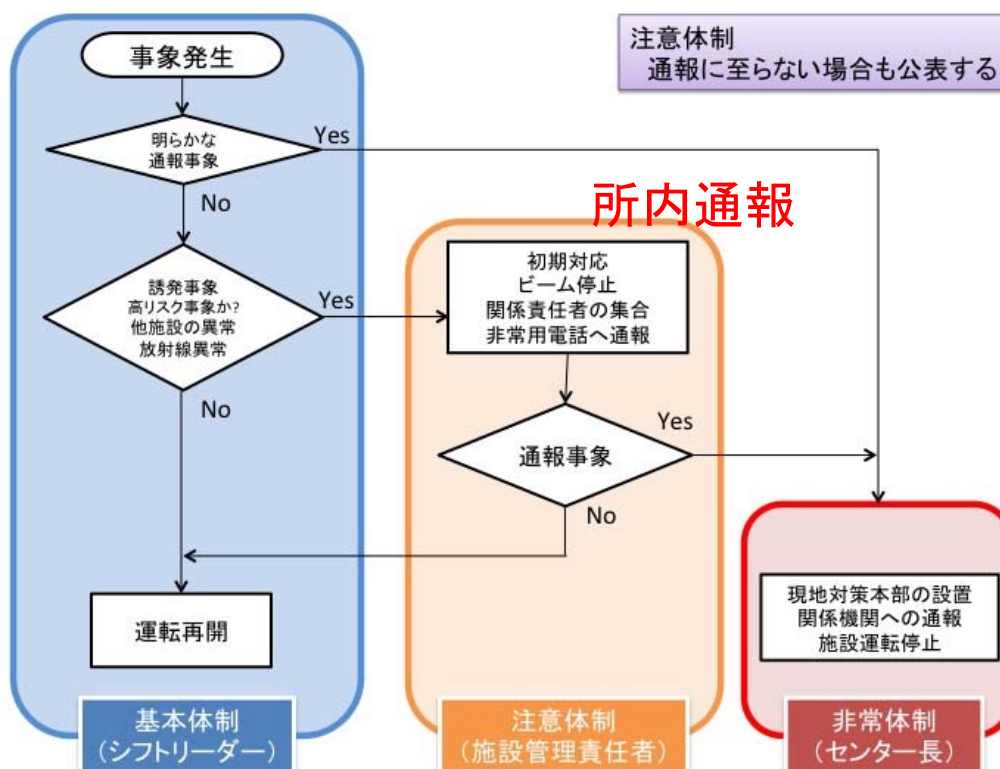 事象発生
注意体制
通報に至らない場合も公表する
明らかな
通報事象
Yes
No
所内通報
誘発事象
高リスク事象か?
他施設の異常
放射線異常
Yes
No
初期対応
ビーム停止
関係責任者の集合
非常用電話へ通報
通報事象
Yes
No
運転再開
現地対策本部の設置
関係機関への通報
施設運転停止
基本体制
（シフトリーダー）
注意体制
（施設管理責任者）
非常体制
（センター長）